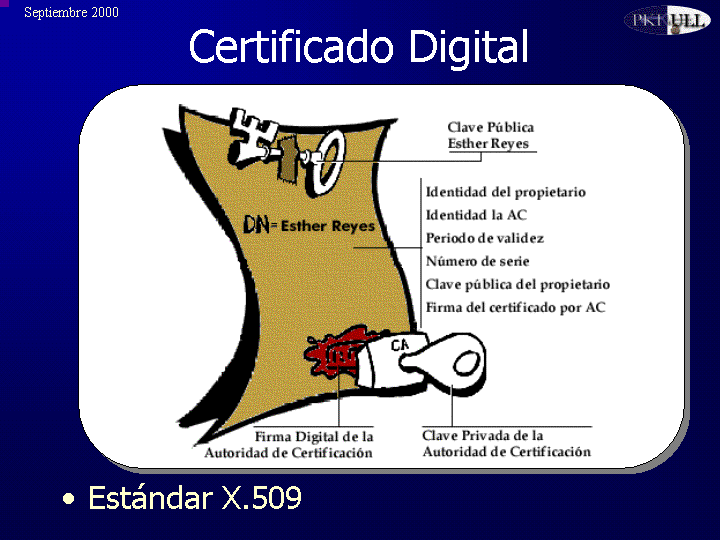 Septiembre 2000
PKI ULL
Certificado Digital
Clave Pública
Esther Reyes
Identidad del propietario
Identidad la AC
DN= Esther Reyes
Periodo de validez
Número de serie
Clave pública del propietario
Firma del certificado por AC
CA
Firma Digital de la
Autoridad de Certificación
Clave Privada de la
Autoridad de Certificación
• Estándar X.509